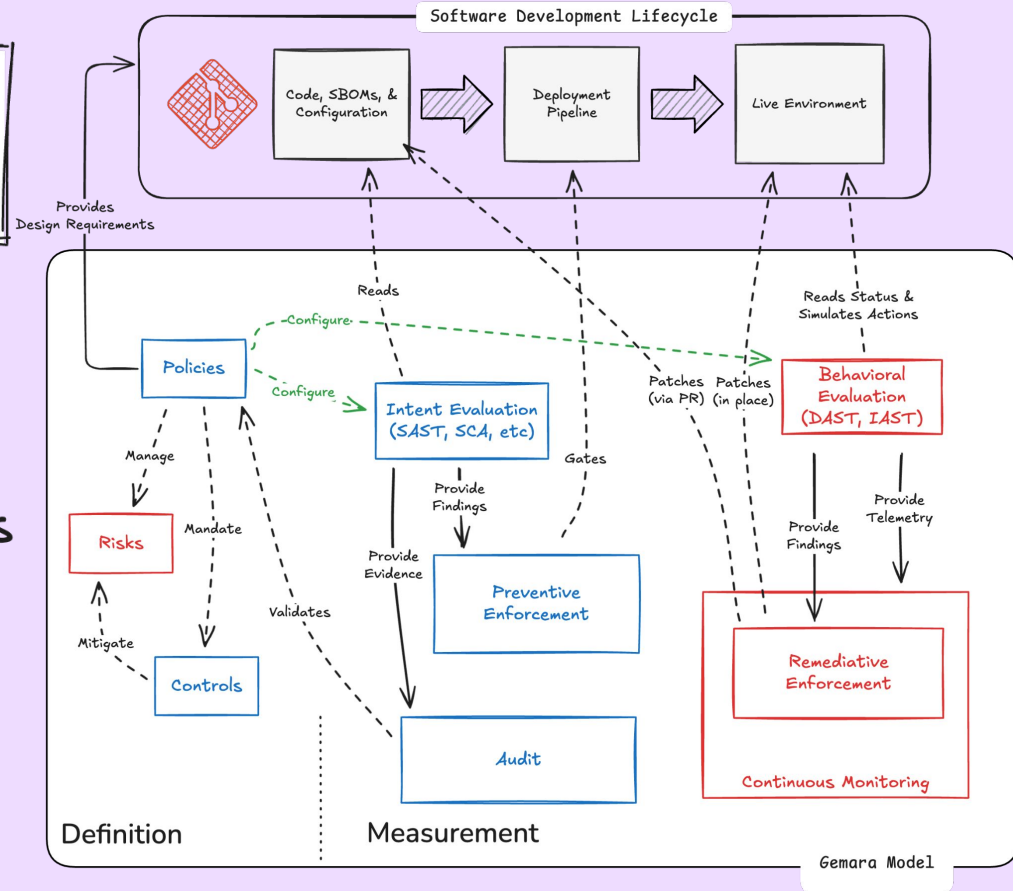 Software Development Lifecycle
Code, SBOMs, &
Configuration
Deployment
Pipeline
Live Environment
Provides
Design Requirements
Reads
Reads Status &
Simulates Actions
Configure
Policies
Configure
Intent Evaluation
(SAST, SCA, etc)
Patches
(via PR)
Patches
(in place)
Behavioral
Evaluation
(DAST, IAST)
Manage
Gates
Provide
Findings
Provide
Telemetry
Mandate
Risks
Provide
Findings
Provide
Evidence
Preventive
Enforcement
Validates
Mitigate
Controls
Remediative
Enforcement
Audit
Continuous Monitoring
Definition
Measurement
Gemara Model